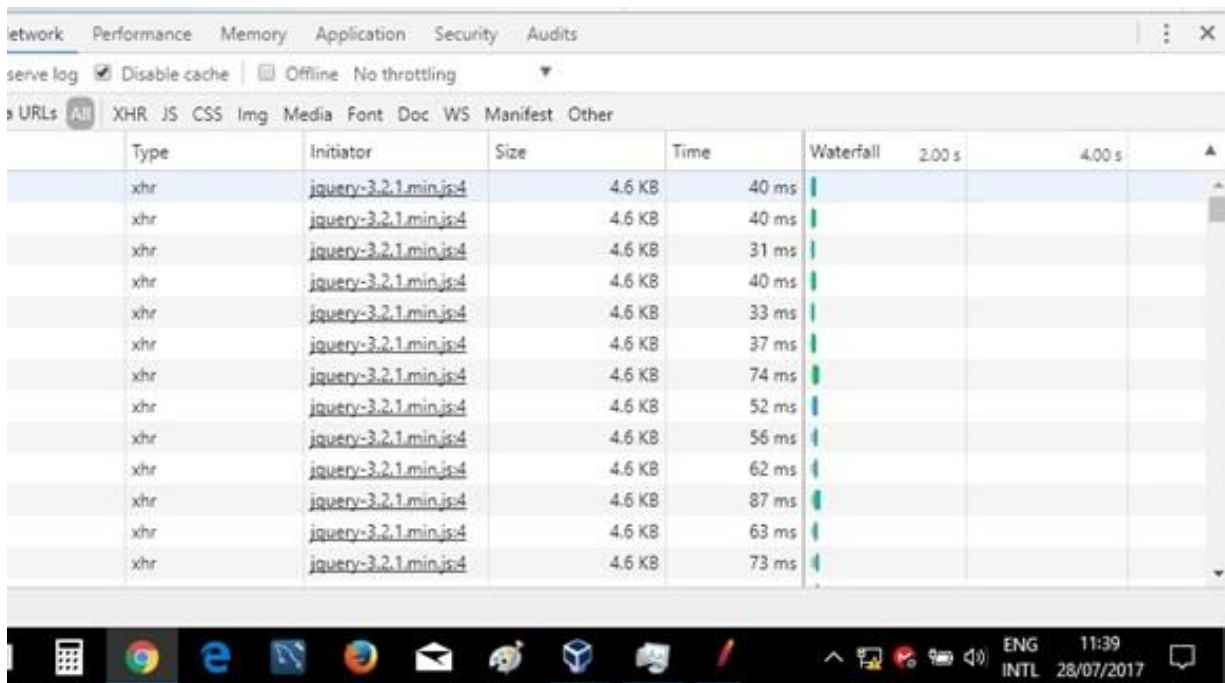 etwork Performance Memory Application Security Audits
serve log Disable cache Offline No throttling
a URLs All XHR JS CSS Img Media Font Doc WS Manifest Other
Type Initiator Size Time Waterfall 2.00 s 4.00 s
xhr jquery-3.2.1.min.js:4 4.6 KB 40 ms
xhr jquery-3.2.1.min.js:4 4.6 KB 40 ms
xhr jquery-3.2.1.min.js:4 4.6 KB 31 ms
xhr jquery-3.2.1.min.js:4 4.6 KB 40 ms
xhr jquery-3.2.1.min.js:4 4.6 KB 33 ms
xhr jquery-3.2.1.min.js:4 4.6 KB 37 ms
xhr jquery-3.2.1.min.js:4 4.6 KB 74 ms
xhr jquery-3.2.1.min.js:4 4.6 KB 52 ms
xhr jquery-3.2.1.min.js:4 4.6 KB 56 ms
xhr jquery-3.2.1.min.js:4 4.6 KB 62 ms
xhr jquery-3.2.1.min.js:4 4.6 KB 87 ms
xhr jquery-3.2.1.min.js:4 4.6 KB 63 ms
xhr jquery-3.2.1.min.js:4 4.6 KB 73 ms
ENG 11:39
INTL 28/07/2017